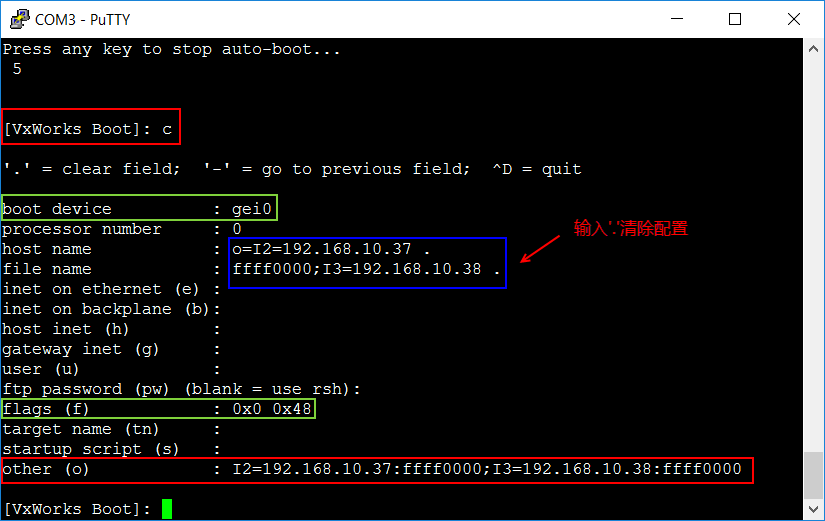 COM3 - PuTTY
Press any key to stop auto-boot...
5
[VxWorks Boot]: c
'.' = clear field;  '-' = go to previous field;  ^D = quit
boot device          : gei0
processor number     : 0
host name            : o=I2=192.168.10.37 .
file name            : ffff0000;I3=192.168.10.38 .
输入'.'清除配置
inet on ethernet (e) :
inet on backplane (b):
host inet (h)        :
gateway inet (g)     :
user (u)             :
ftp password (pw) (blank = use rsh):
flags (f)            : 0x0 0x48
target name (tn)     :
startup script (s)   :
other (o)            : I2=192.168.10.37:ffff0000;I3=192.168.10.38:ffff0000
[VxWorks Boot]: